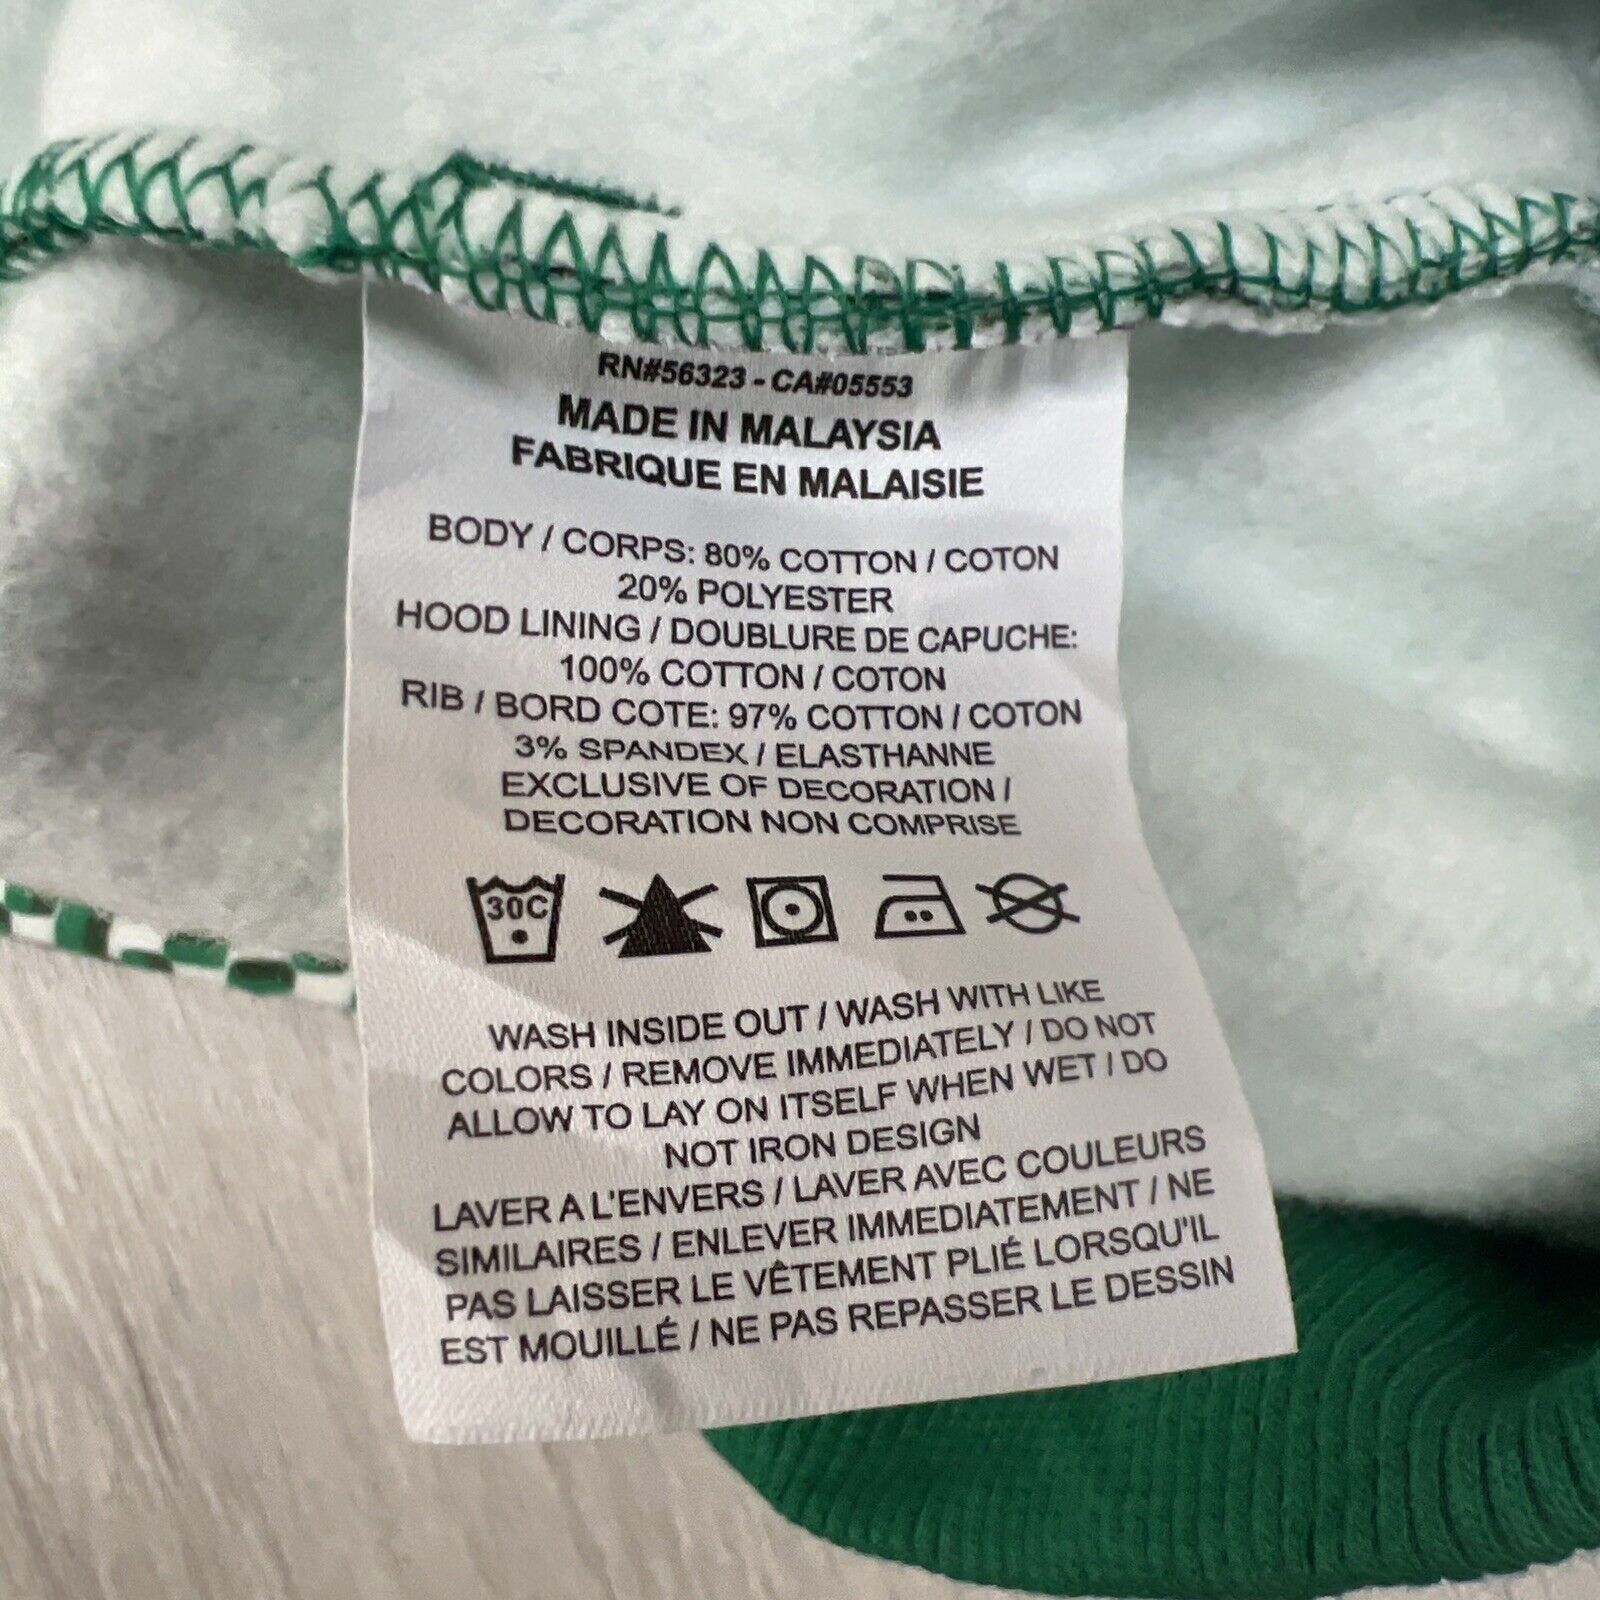 RN#56323 - CA#05553
MADE IN MALAYSIA
FABRIQUE EN MALAISIE
BODY / CORPS: 80% COTTON / COTON
20% POLYESTER
HOOD LINING / DOUBLURE DE CAPUCHE:
100% COTTON / COTON
RIB / BORD COTE: 97% COTTON / COTON
3% SPANDEX / ELASTHANNE
EXCLUSIVE OF DECORATION /
DECORATION NON COMPRISE
30C
WASH INSIDE OUT / WASH WITH LIKE
COLORS / REMOVE IMMEDIATELY / DO NOT
ALLOW TO LAY ON ITSELF WHEN WET / DO
NOT IRON DESIGN
LAVER A L'ENVERS / LAVER AVEC COULEURS
SIMILAIRES / ENLEVER IMMEDIATEMENT / NE
PAS LAISSER LE VÊTEMENT PLIÉ LORSQU'IL
EST MOUILLÉ / NE PAS REPASSER LE DESSIN